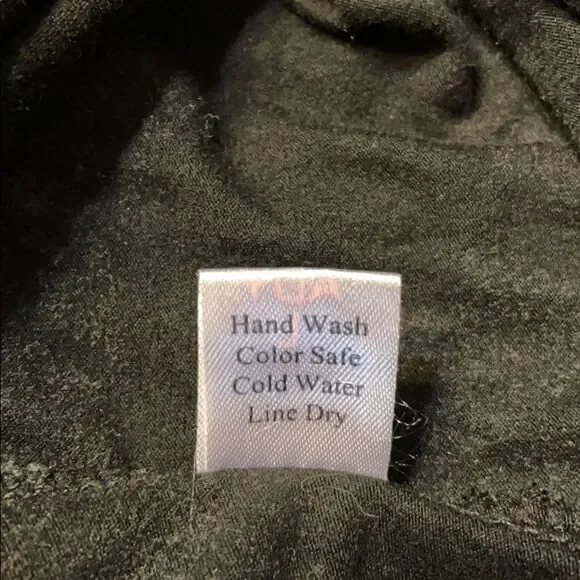 Hand Wash
Color Safe
Cold Water
Line Dry